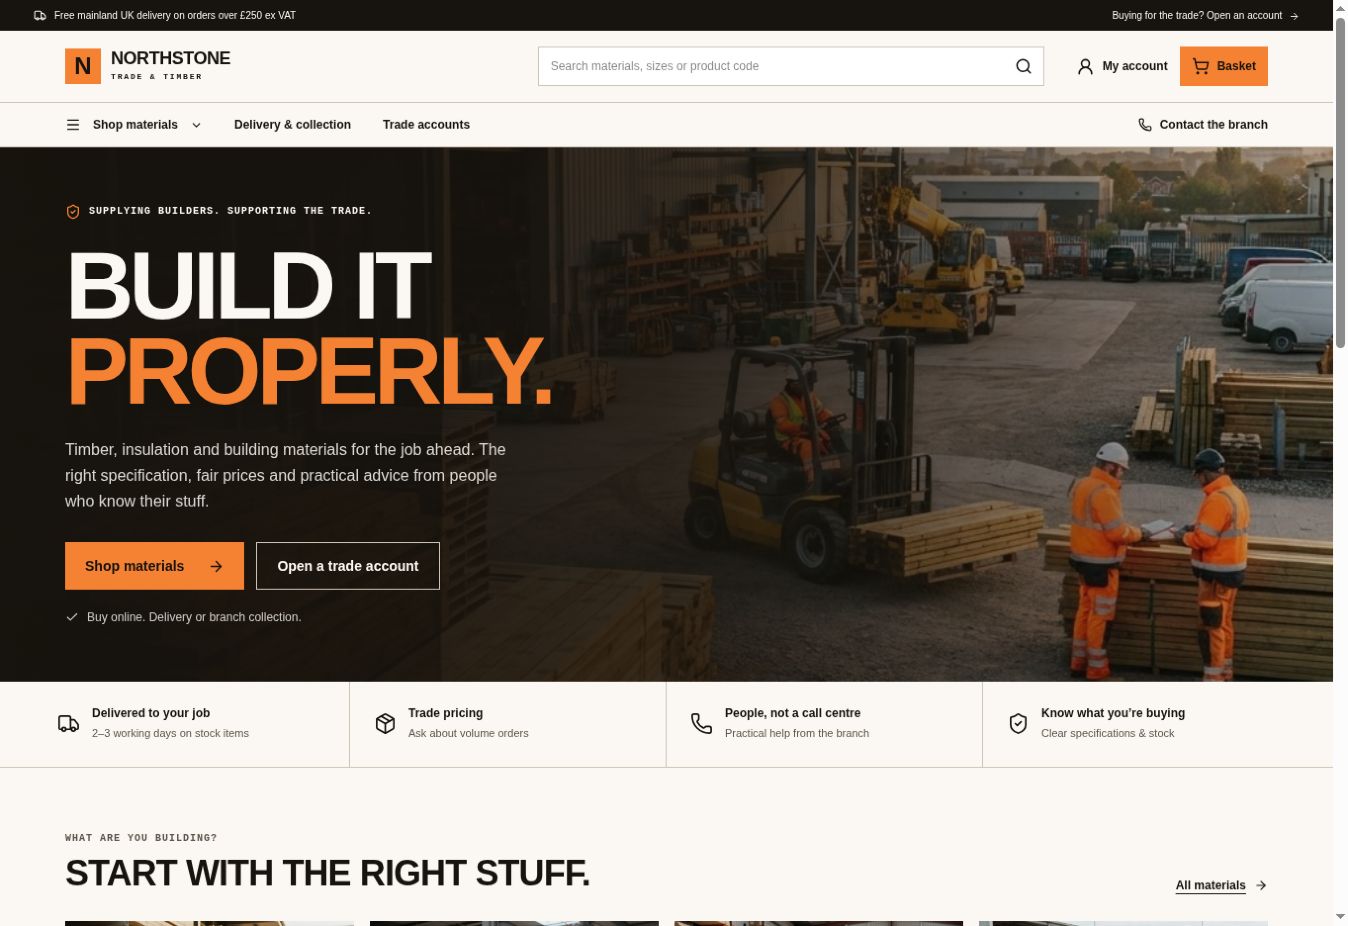 Free mainland UK delivery on orders over £250 ex VAT
Buying for the trade? Open an account
N
NORTHSTONE
TRADE & TIMBER
Search materials, sizes or product code
My account
Basket
Shop materials
Delivery & collection
Trade accounts
Contact the branch
SUPPLYING BUILDERS. SUPPORTING THE TRADE.
BUILD IT
PROPERLY.
Timber, insulation and building materials for the job ahead. The
right specification, fair prices and practical advice from people
who know their stuff.
Shop materials
Open a trade account
Buy online. Delivery or branch collection.
Delivered to your job
2–3 working days on stock items
Trade pricing
Ask about volume orders
People, not a call centre
Practical help from the branch
Know what you’re buying
Clear specifications & stock
WHAT ARE YOU BUILDING?
START WITH THE RIGHT STUFF.
All materials